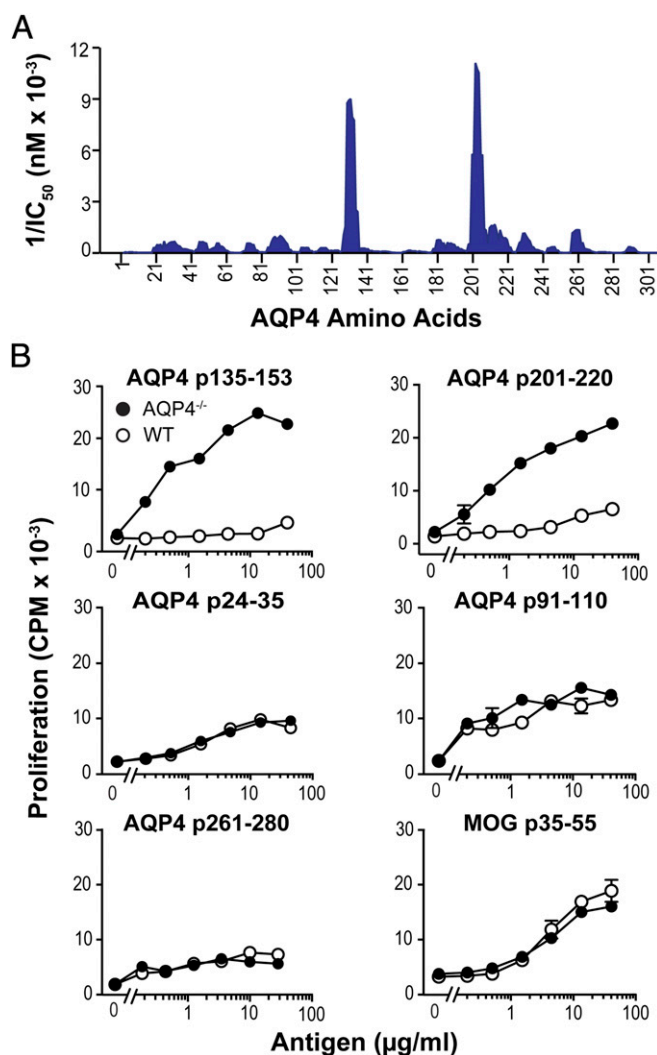 A
1/IC50 (nM x 10-3)
12
9
6
3
0
1
21
41
61
81
101
121
141
161
181
201
221
241
261
281
301
AQP4 Amino Acids
B
Proliferation (CPM x 10-3)
AQP4 p135-153
AQP4-/-
WT
30
20
10
0
0 1 10 100
AQP4 p201-220
30
20
10
0
0 1 10 100
AQP4 p24-35
30
20
10
0
0 1 10 100
AQP4 p91-110
30
20
10
0
0 1 10 100
AQP4 p261-280
30
20
10
0
0 1 10 100
MOG p35-55
30
20
10
0
0 1 10 100
Antigen (µg/ml)